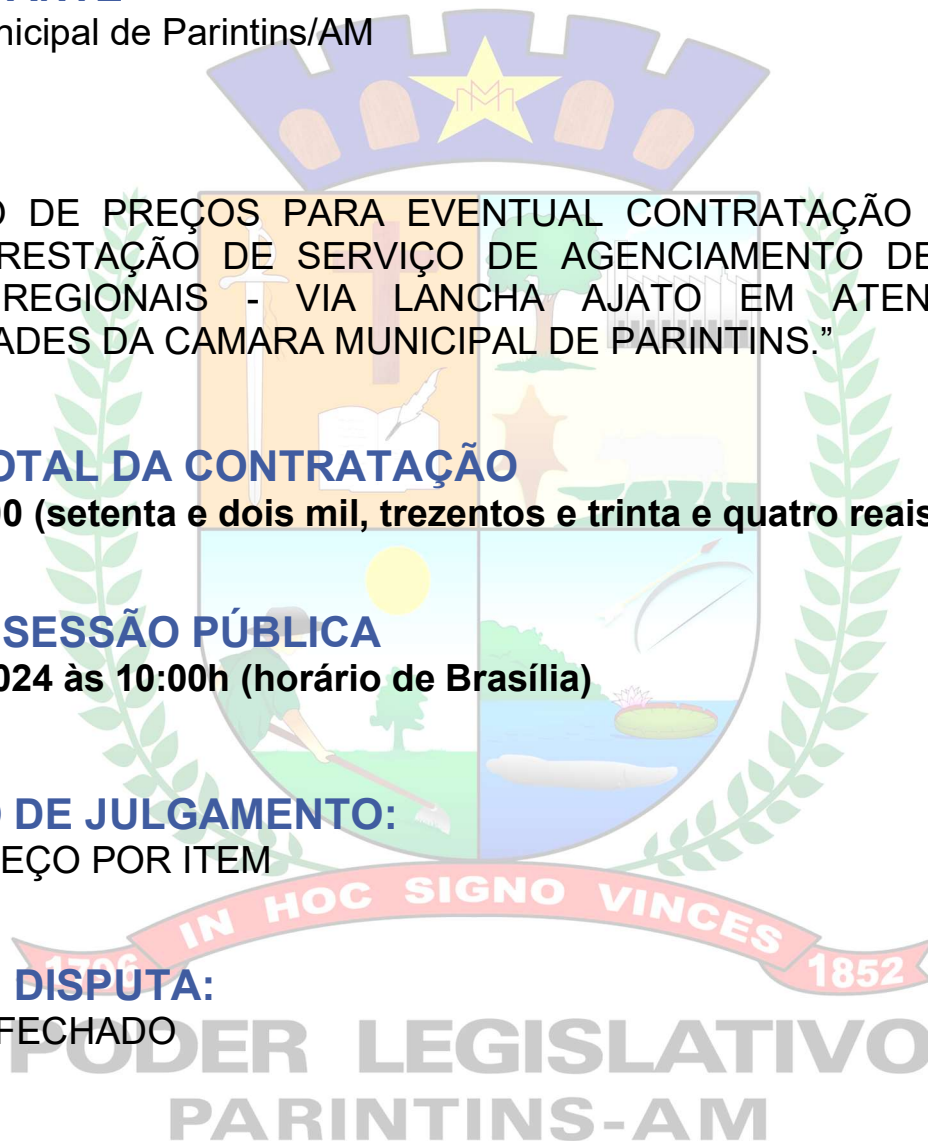 nicipal de Parintins/AM
O DE PREÇOS PARA EVENTUAL CONTRATAÇÃO
RESTAÇÃO DE SERVIÇO DE AGENCIAMENTO DE
REGIONAIS - VIA LANCHA AJATO EM ATEN
ADES DA CAMARA MUNICIPAL DE PARINTINS.”
OTAL DA CONTRATAÇÃO
00 (setenta e dois mil, trezentos e trinta e quatro reais
SESSÃO PÚBLICA
024 às 10:00h (horário de Brasília)
O DE JULGAMENTO:
EÇO POR ITEM
IN HOC SIGNO VINCES
1796 1852
DISPUTA:
FECHADO
PODER LEGISLATIVO
PARINTINS-AM